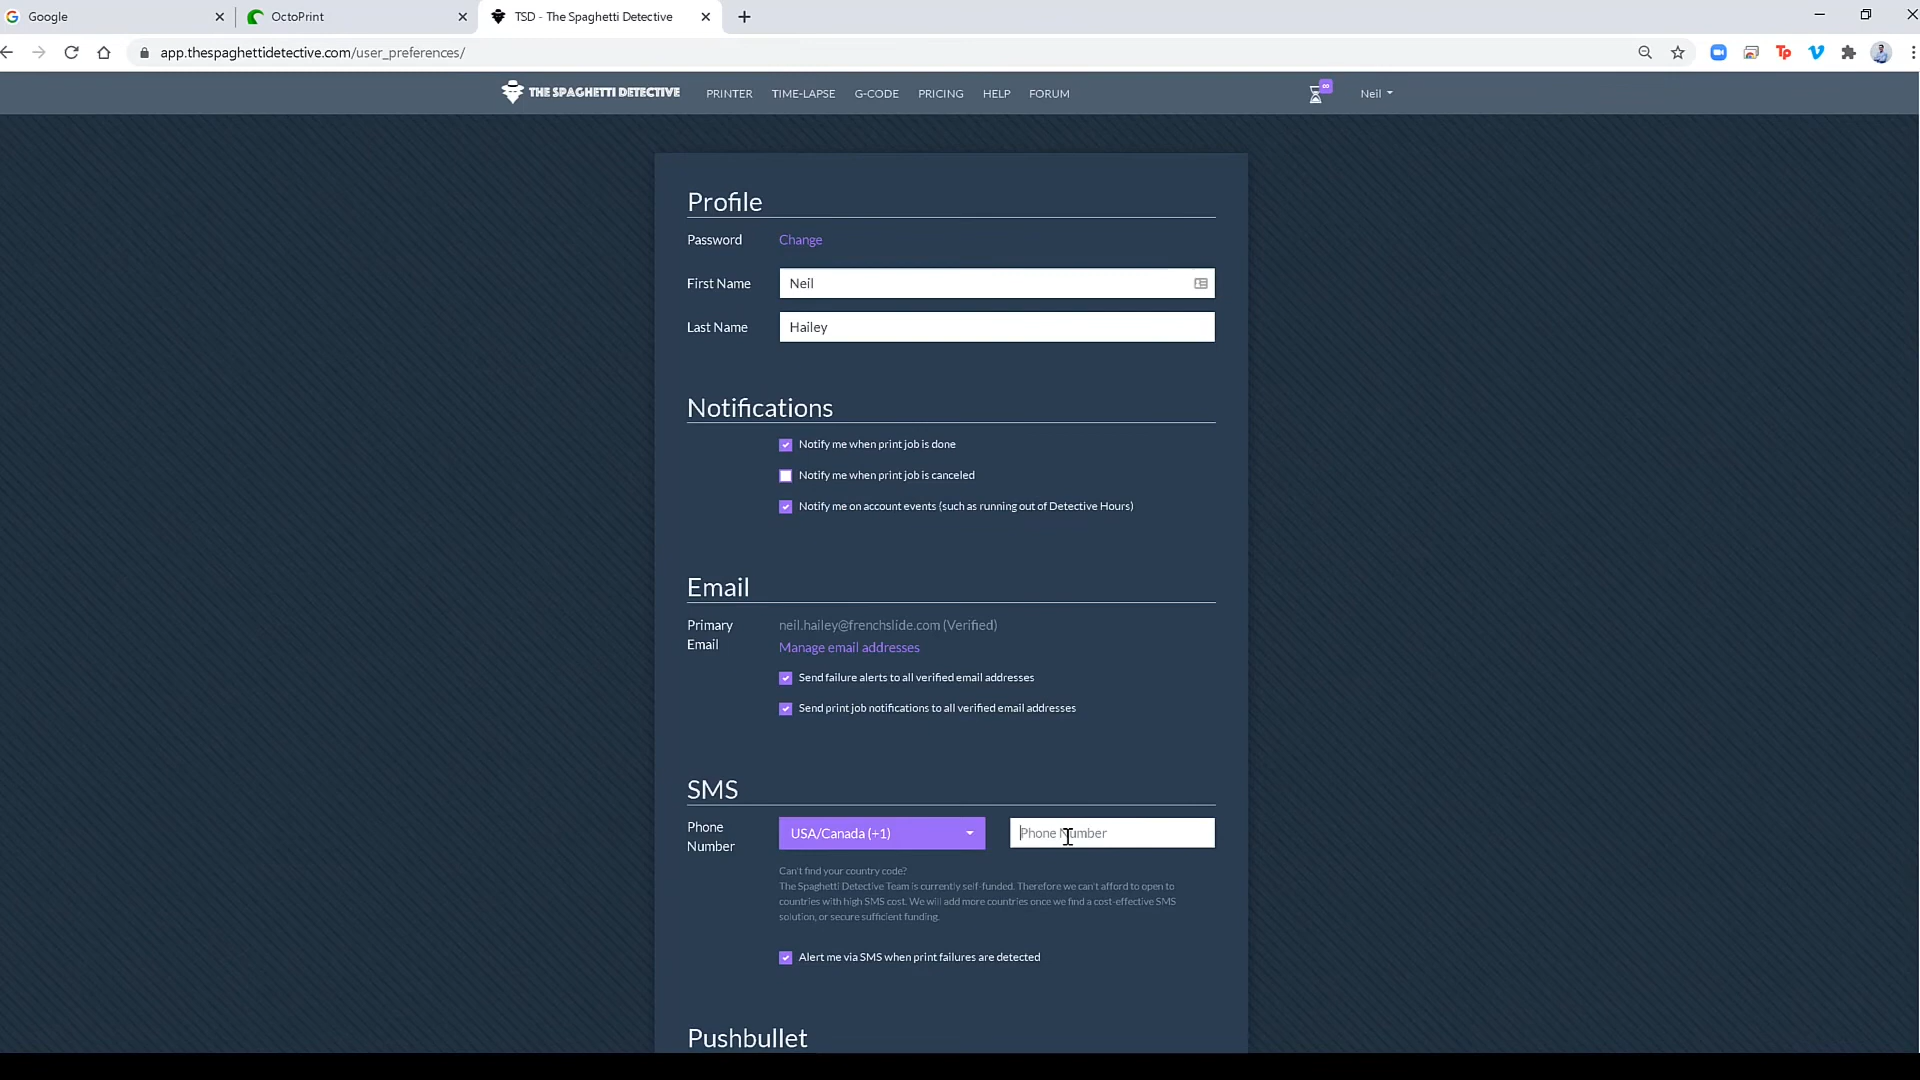 Google
OctoPrint
TSD - The Spaghetti Detective
app.thespaghettidetective.com/user_preferences/
THE SPAGHETTI DETECTIVE
PRINTER
TIME-LAPSE
G-CODE
PRICING
HELP
FORUM
∞
Neil
Profile
Password
Change
First Name
Neil
Last Name
Hailey
Notifications
Notify me when print job is done
Notify me when print job is canceled
Notify me on account events (such as running out of Detective Hours)
Email
Primary
Email
neil.hailey@frenchslide.com (Verified)
Manage email addresses
Send failure alerts to all verified email addresses
Send print job notifications to all verified email addresses
SMS
Phone
Number
USA/Canada (+1)
Phone Number
Can't find your country code?
The Spaghetti Detective Team is currently self-funded. Therefore we can't afford to open to
countries with high SMS cost. We will add more countries once we find a cost-effective SMS
solution, or secure sufficient funding.
Alert me via SMS when print failures are detected
Pushbullet